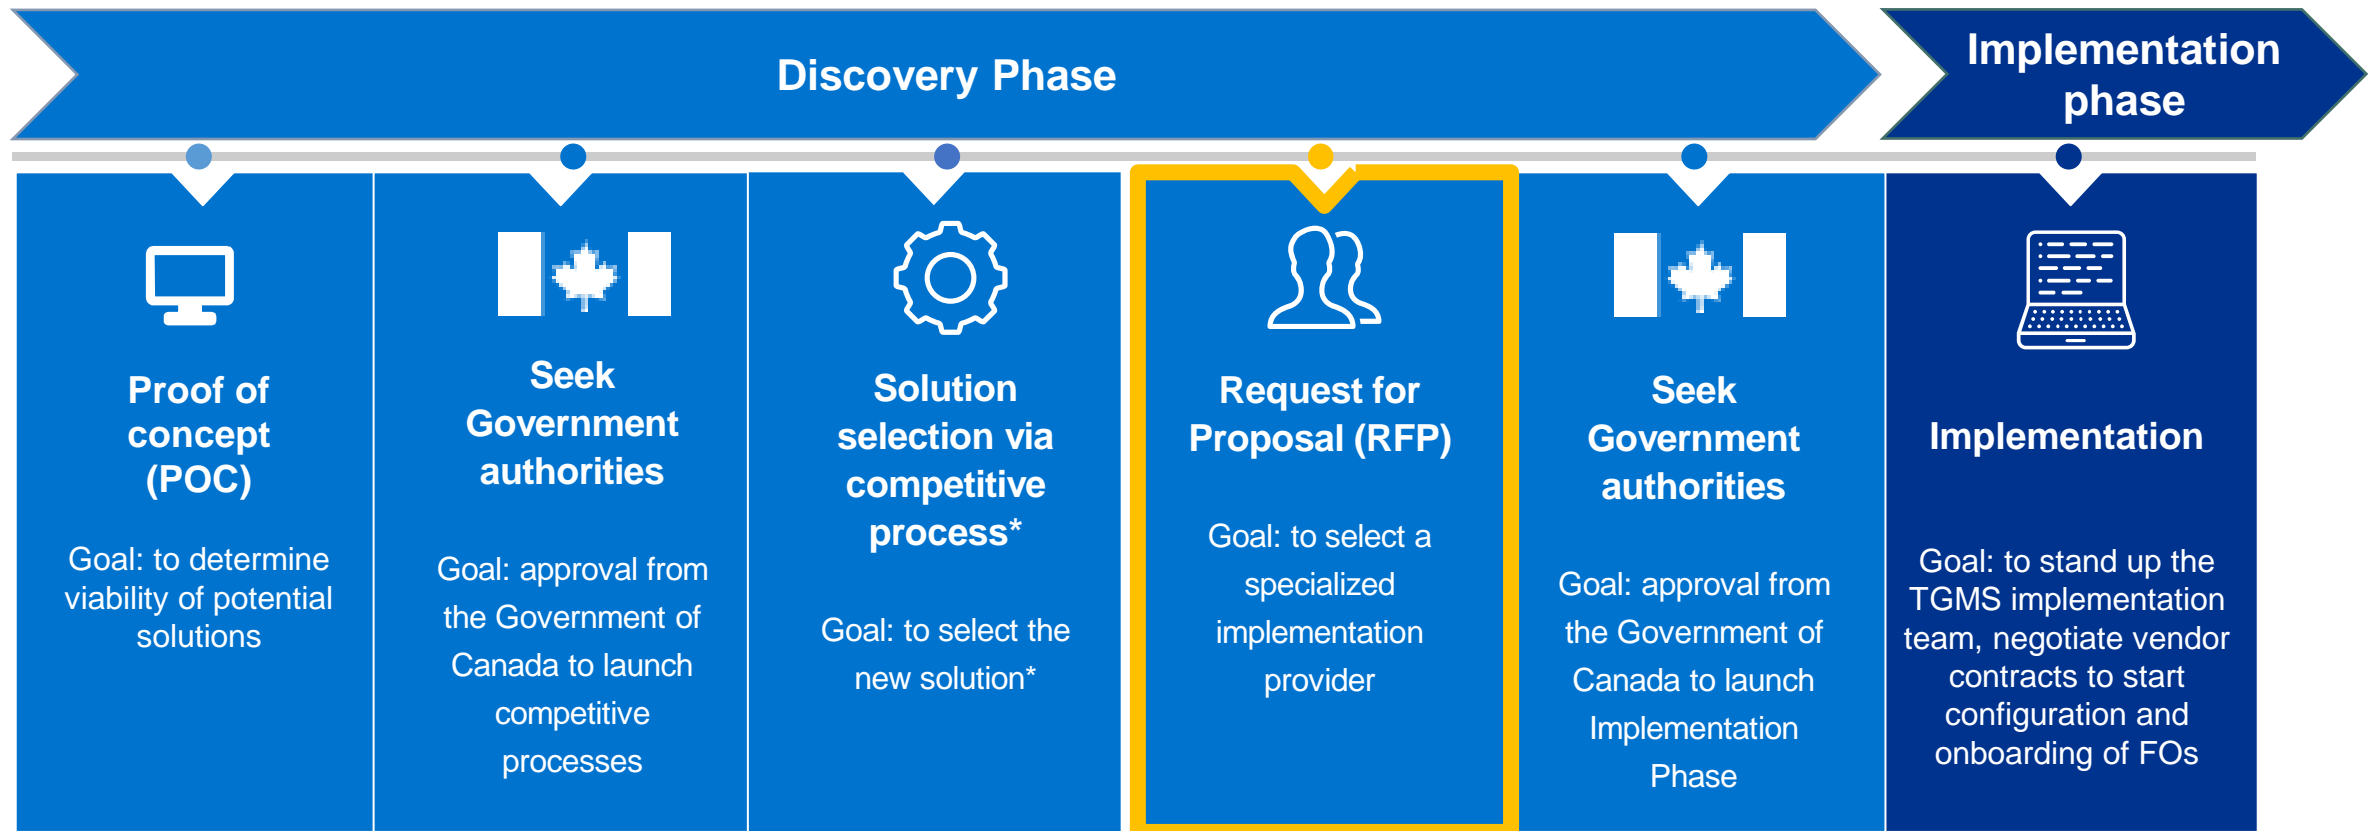 Discovery Phase
Implementation
phase
Proof of
concept
(POC)
Goal: to determine
viability of potential
solutions
Seek
Government
authorities
Goal: approval from
the Government of
Canada to launch
competitive
processes
Solution
selection via
competitive
process*
Goal: to select the
new solution*
Request for
Proposal (RFP)
Goal: to select a
specialized
implementation
provider
Seek
Government
authorities
Goal: approval from
the Government of
Canada to launch
Implementation
Phase
Implementation
Goal: to stand up the
TGMS implementation
team, negotiate vendor
contracts to start
configuration and
onboarding of FOs